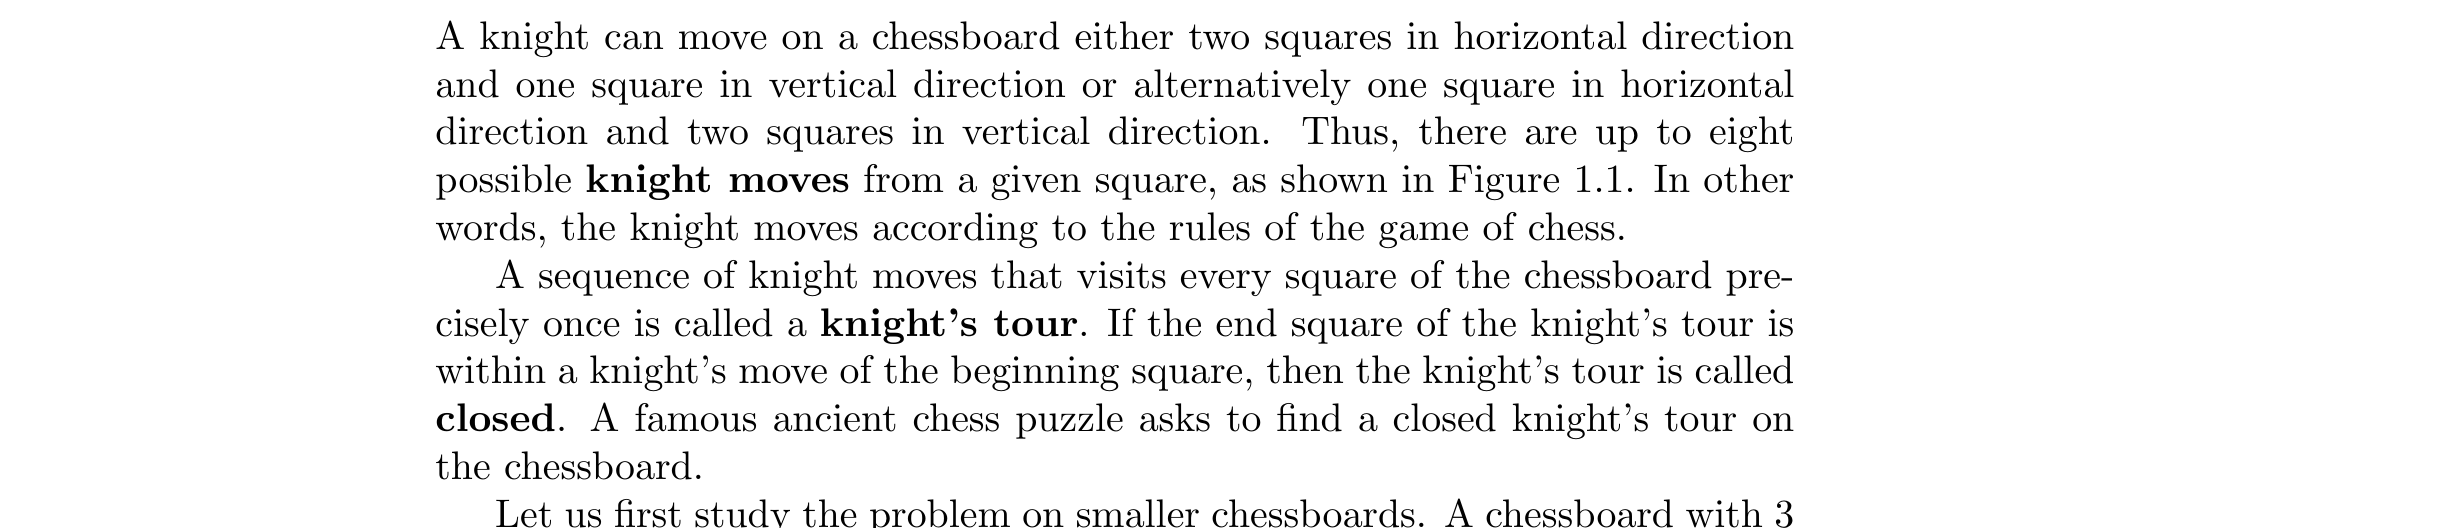 A knight can move on a chessboard either two squares in horizontal direction
and one square in vertical direction or alternatively one square in horizontal
direction and two squares in vertical direction. Thus, there are up to eight
possible knight moves from a given square, as shown in Figure 1.1. In other
words, the knight moves according to the rules of the game of chess.
A sequence of knight moves that visits every square of the chessboard pre-
cisely once is called a knight’s tour. If the end square of the knight’s tour is
within a knight’s move of the beginning square, then the knight’s tour is called
closed. A famous ancient chess puzzle asks to find a closed knight’s tour on
the chessboard.
Let us first study the problem on smaller chessboards. A chessboard with 3